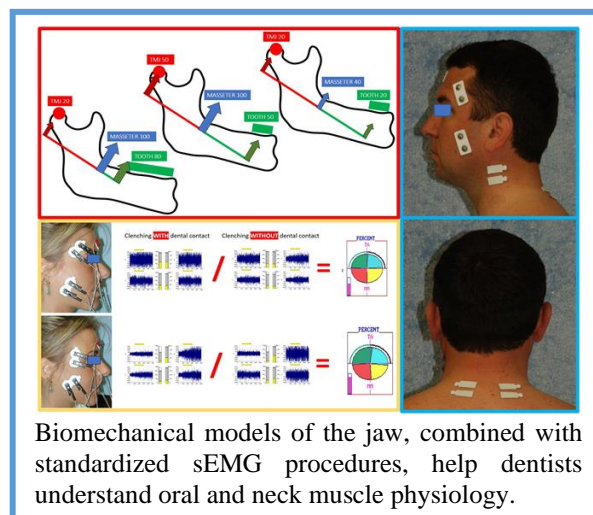 TMJ 20
MASSETER 100
TOOTH 80
TMJ 50
MASSETER 100
TOOTH 50
TMJ 20
MASSETER 40
TOOTH 20
Clenching WITH dental contact
Clenching WITHOUT dental contact
/
=
PERCENT
/
=
PERCENT
Biomechanical models of the jaw, combined with
standardized sEMG procedures, help dentists
understand oral and neck muscle physiology.